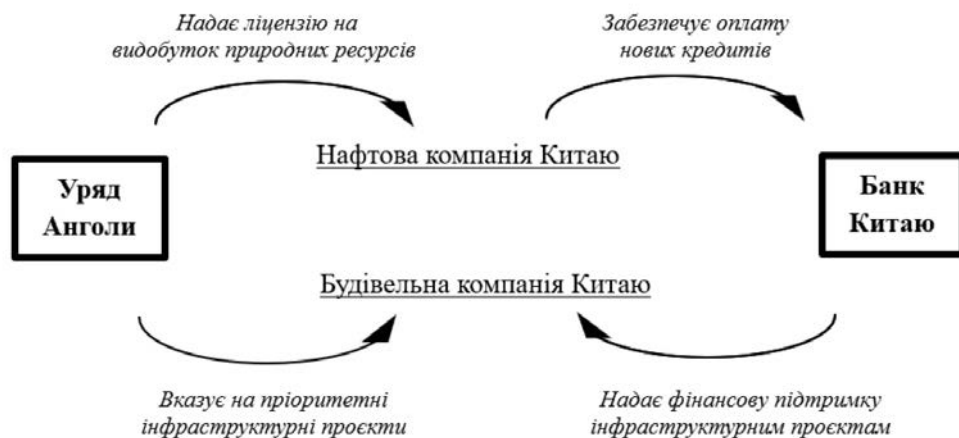 Надає ліцензію на
видобуток природних ресурсів
Забезпечує оплату
нових кредитів
Нафтова компанія Китаю
Уряд
Анголи
Банк
Китаю
Будівельна компанія Китаю
Вказує на пріоритетні
інфраструктурні проєкти
Надає фінансову підтримку
інфраструктурним проєктам